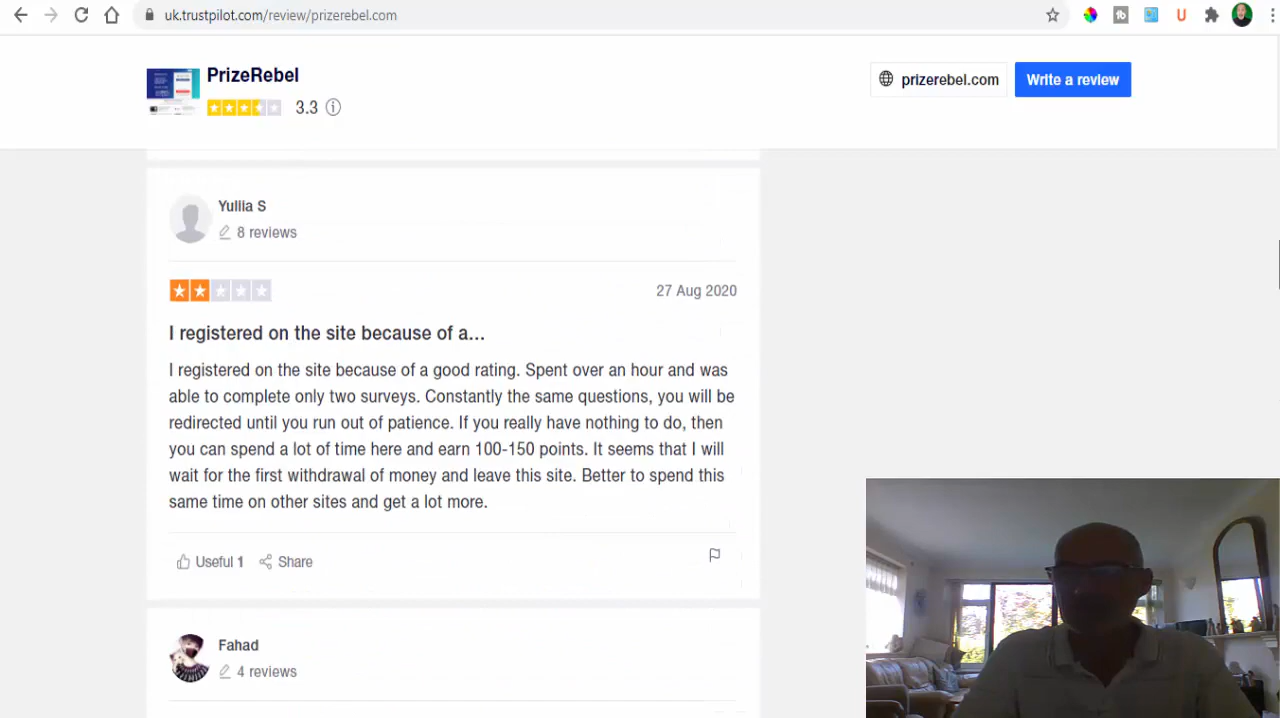 uk.trustpilot.com/review/prizerebel.com
PrizeRebel
3.3
prizerebel.com
Write a review
Yuliia S
8 reviews
27 Aug 2020
I registered on the site because of a...
I registered on the site because of a good rating. Spent over an hour and was
able to complete only two surveys. Constantly the same questions, you will be
redirected until you run out of patience. If you really have nothing to do, then
you can spend a lot of time here and earn 100-150 points. It seems that I will
wait for the first withdrawal of money and leave this site. Better to spend this
same time on other sites and get a lot more.
Useful 1 Share
Fahad
4 reviews